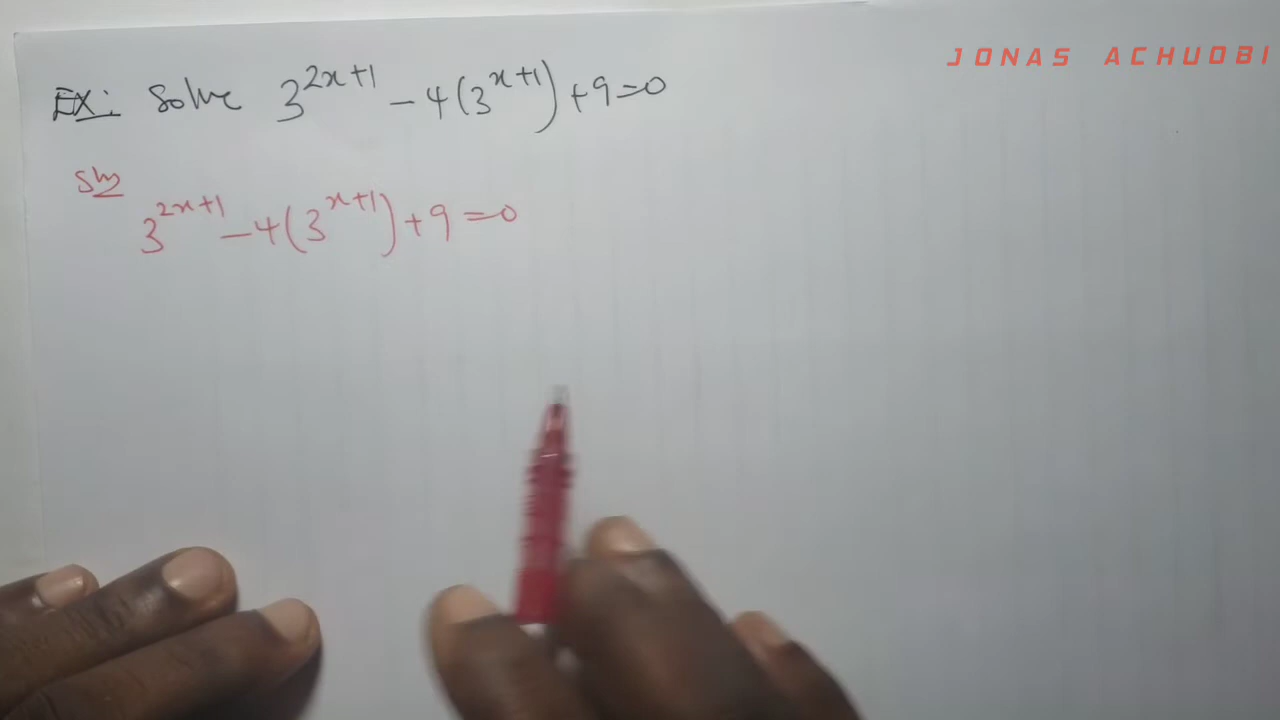 JONAS ACHUOBI
EX: Solve 3^{2x+1} - 4(3^{x+1}) + 9 = 0
Sln
3^{2x+1} - 4(3^{x+1}) + 9 = 0